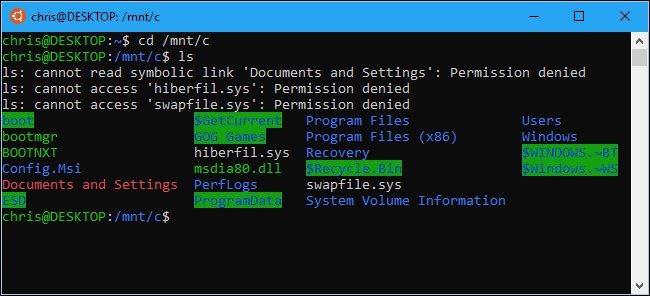 chris@DESKTOP: /mnt/c
chris@DESKTOP:~$ cd /mnt/c
chris@DESKTOP:/mnt/c$ ls
ls: cannot read symbolic link 'Documents and Settings': Permission denied
ls: cannot access 'hiberfil.sys': Permission denied
ls: cannot access 'swapfile.sys': Permission denied
boot $GetCurrent Program Files Users
bootmgr GOG Games Program Files (x86) Windows
BOOTNXT hiberfil.sys Recovery $WINDOWS.~BT
Config.Msi msdia80.dll $Recycle.Bin $Windows.~WS
Documents and Settings PerfLogs swapfile.sys
ESD ProgramData System Volume Information
chris@DESKTOP:/mnt/c$